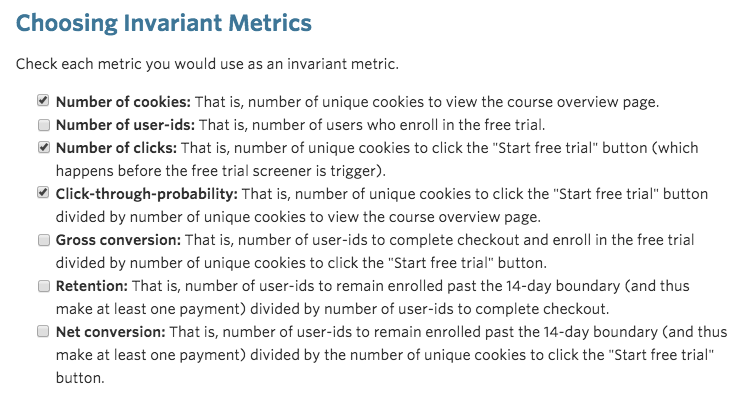 Choosing Invariant Metrics
Check each metric you would use as an invariant metric.
Number of cookies: That is, number of unique cookies to view the course overview page.
Number of user-ids: That is, number of users who enroll in the free trial.
Number of clicks: That is, number of unique cookies to click the "Start free trial" button (which
happens before the free trial screener is trigger).
Click-through-probability: That is, number of unique cookies to click the "Start free trial" button
divided by number of unique cookies to view the course overview page.
Gross conversion: That is, number of user-ids to complete checkout and enroll in the free trial
divided by number of unique cookies to click the "Start free trial" button.
Retention: That is, number of user-ids to remain enrolled past the 14-day boundary (and thus
make at least one payment) divided by number of user-ids to complete checkout.
Net conversion: That is, number of user-ids to remain enrolled past the 14-day boundary (and thus
make at least one payment) divided by the number of unique cookies to click the "Start free trial"
button.